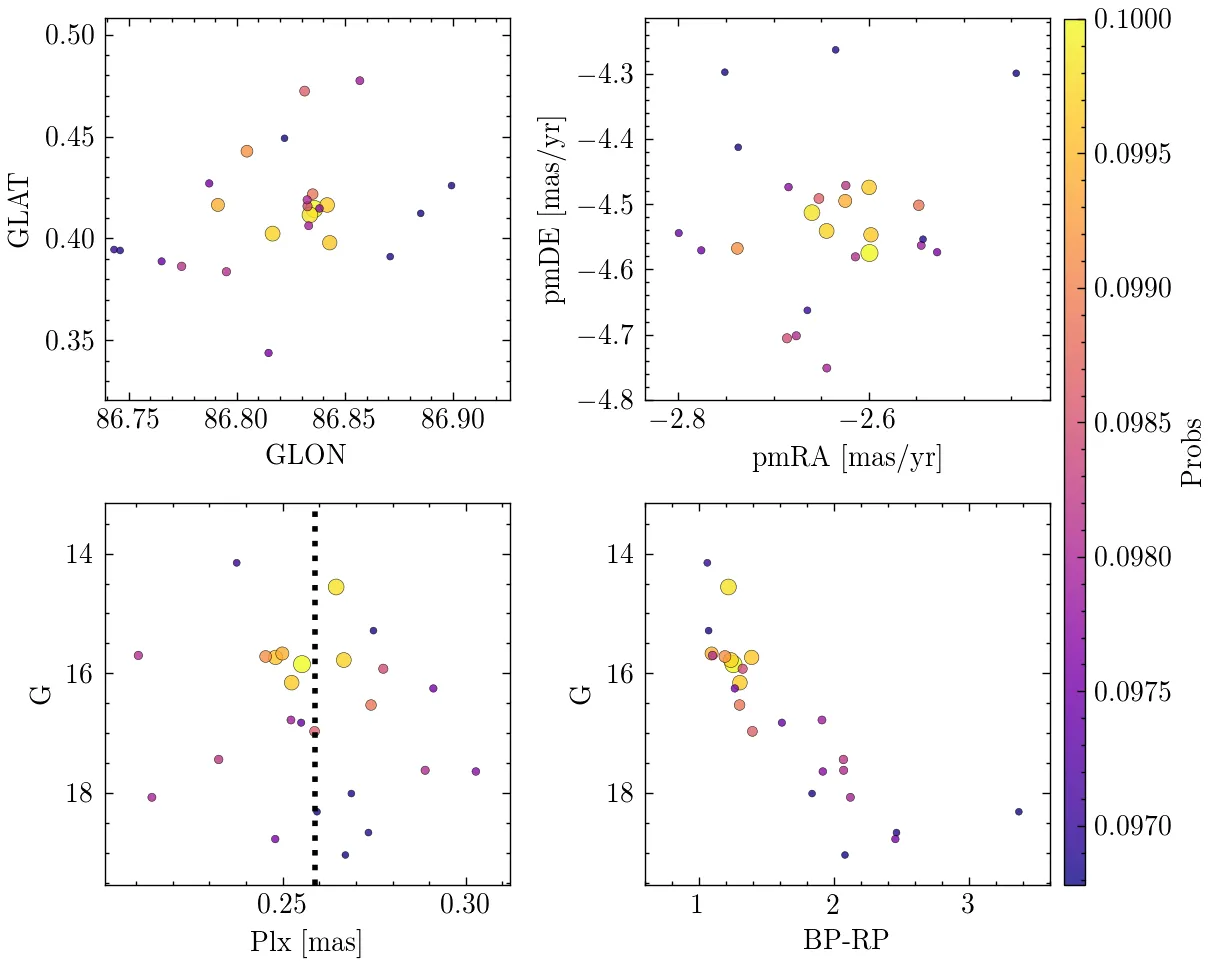 0.50
0.45
0.40
0.35
GLAT
86.75 86.80 86.85 86.90
GLON
−4.3
−4.4
−4.5
−4.6
−4.7
−4.8
pmDE [mas/yr]
−2.8 −2.6
pmRA [mas/yr]
14
16
18
G
0.25 0.30
Plx [mas]
14
16
18
G
1 2 3
BP-RP
0.1000
0.0995
0.0990
0.0985
0.0980
0.0975
0.0970
Probs